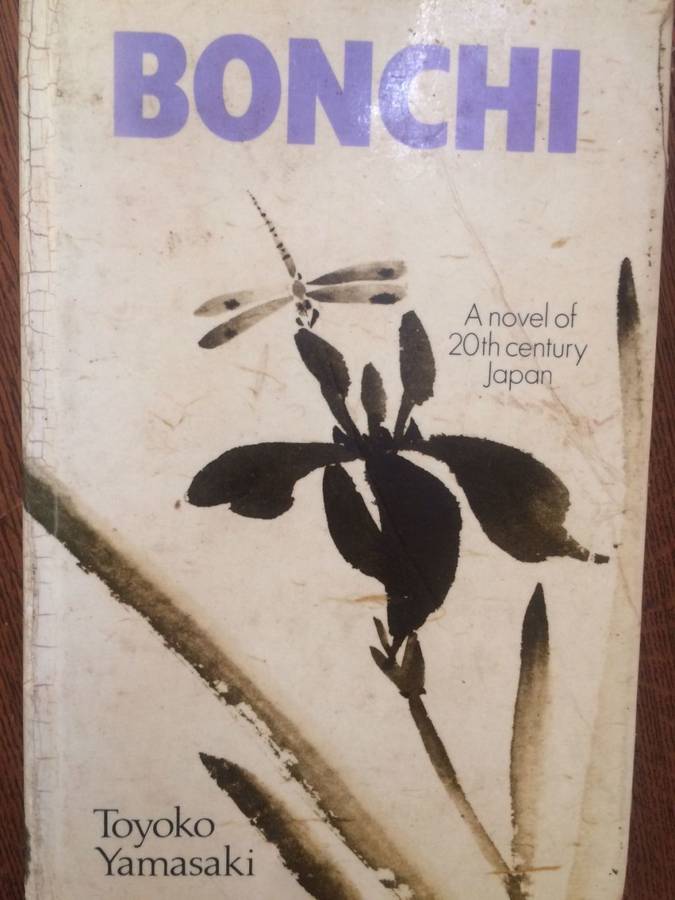 BONCHI
A novel of
20th century
Japan
Toyoko
Yamasaki